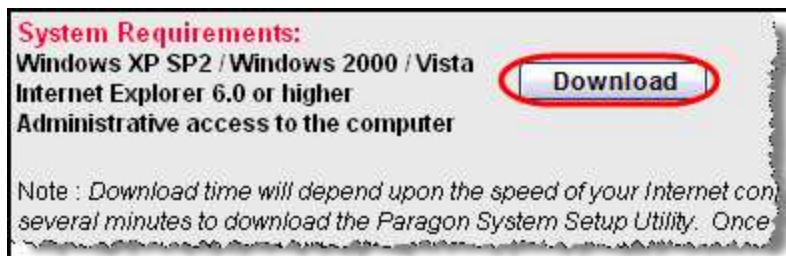 System Requirements:
Windows XP SP2 / Windows 2000 / Vista
Internet Explorer 6.0 or higher
Administrative access to the computer
Download
Note : Download time will depend upon the speed of your Internet con
several minutes to download the Paragon System Setup Utility. Once